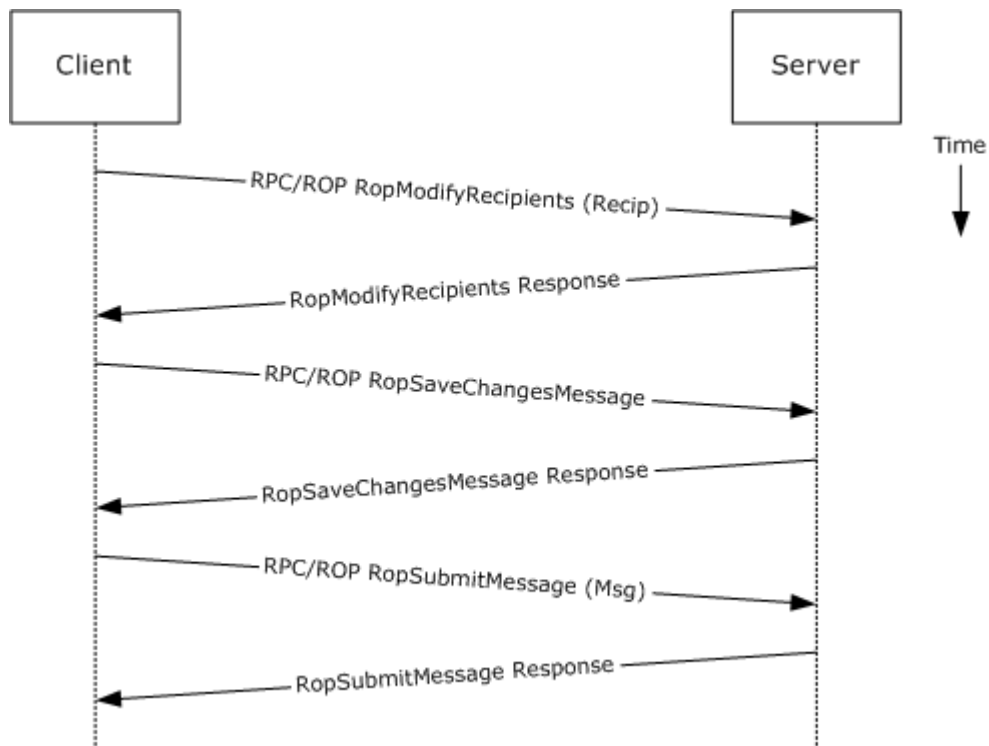 Client
Server
Time
RPC/ROP RopModifyRecipients (Recip)
RopModifyRecipients Response
RPC/ROP RopSaveChangesMessage
RopSaveChangesMessage Response
RPC/ROP RopSubmitMessage (Msg)
RopSubmitMessage Response